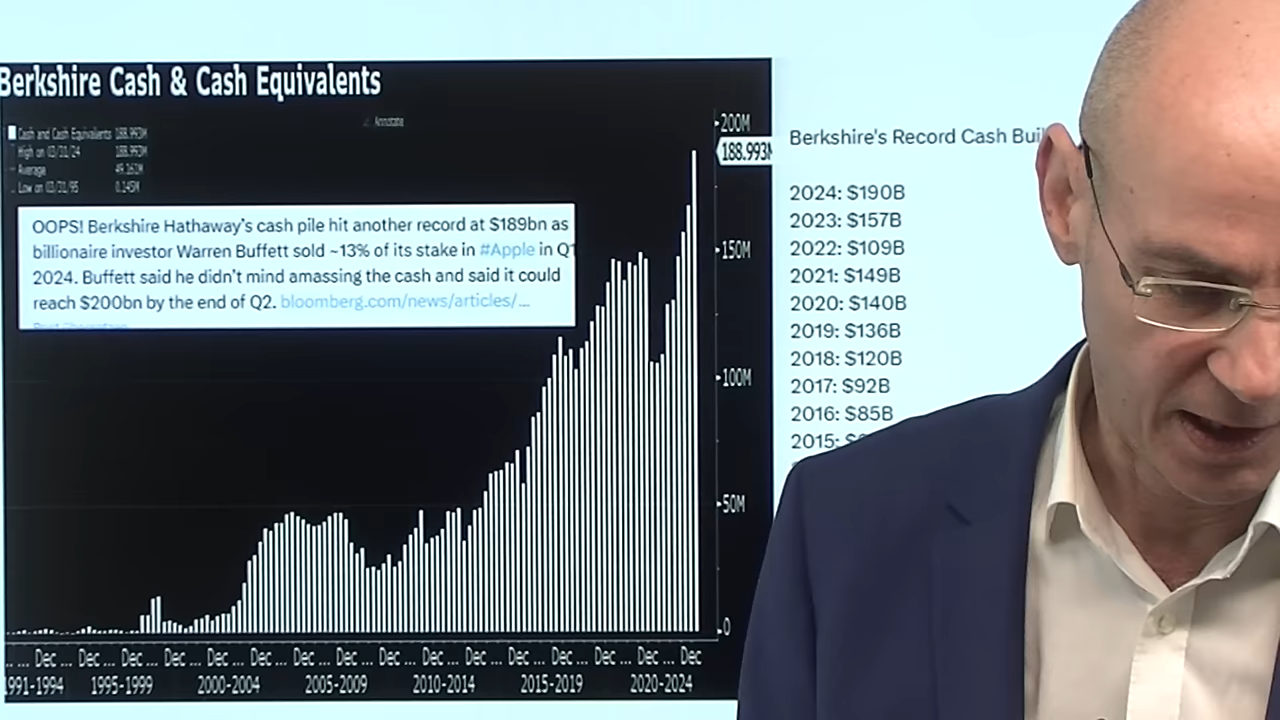 Berkshire Cash & Cash Equivalents
Annotate
Cash and Cash Equivalents 188.993M
High on 03/31/24 188.993M
Average 49.161M
Low on 03/31/95 0.145M
OOPS! Berkshire Hathaway's cash pile hit another record at $189bn as
billionaire investor Warren Buffett sold ~13% of its stake in #Apple in Q1
2024. Buffett said he didn't mind amassing the cash and said it could
reach $200bn by the end of Q2. bloomberg.com/news/articles/...
200M
188.993M
150M
100M
50M
0
.. ... Dec ... Dec ... Dec ... Dec ... Dec ... Dec ... Dec ... Dec ... Dec ... Dec ... Dec ... Dec ... Dec ... Dec ... Dec ... Dec
1991-1994 1995-1999 2000-2004 2005-2009 2010-2014 2015-2019 2020-2024
Berkshire's Record Cash Bui
2024: $190B
2023: $157B
2022: $109B
2021: $149B
2020: $140B
2019: $136B
2018: $120B
2017: $92B
2016: $85B
2015: